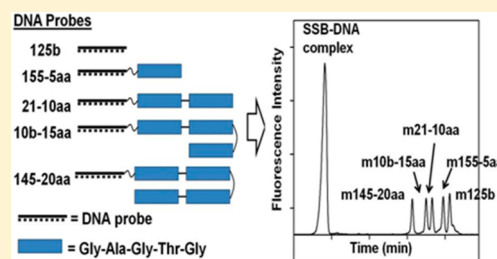 DNA Probes
125b
155-5aa
21-10aa
10b-15aa
145-20aa
= DNA probe
= Gly-Ala-Gly-Thr-Gly
Fluorescence Intensity
SSB-DNA
complex
m21-10aa
m10b-15aa
m155-5aa
m145-20aa
m125b
Time (min)